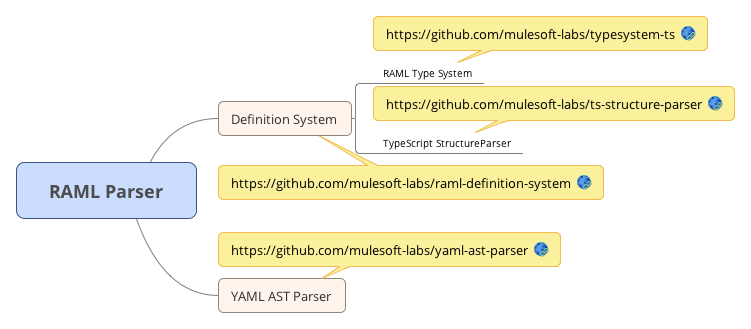 https://github.com/mulesoft-labs/typesystem-ts
RAML Type System
https://github.com/mulesoft-labs/ts-structure-parser
Definition System
TypeScript StructureParser
https://github.com/mulesoft-labs/raml-definition-system
RAML Parser
https://github.com/mulesoft-labs/yaml-ast-parser
YAML AST Parser